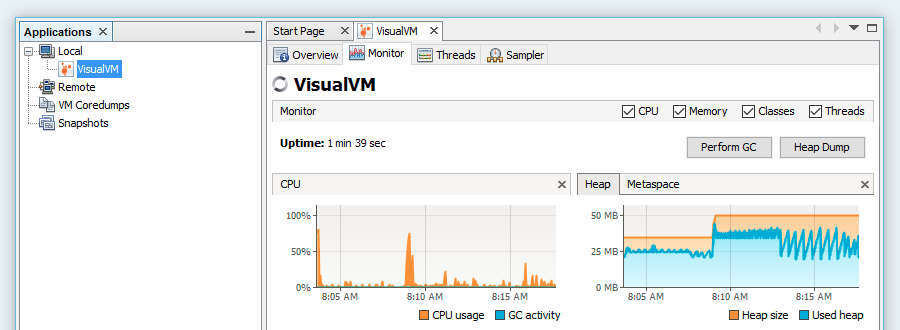 Applications
Local
VisualVM
Remote
VM Coredumps
Snapshots
Start Page VisualVM
Overview Monitor Threads Sampler
VisualVM
Monitor CPU Memory Classes Threads
Uptime: 1 min 39 sec Perform GC Heap Dump
CPU
100%
50%
0%
8:05 AM 8:10 AM 8:15 AM
CPU usage GC activity
Heap Metaspace
50 MB
25 MB
0 MB
8:05 AM 8:10 AM 8:15 AM
Heap size Used heap